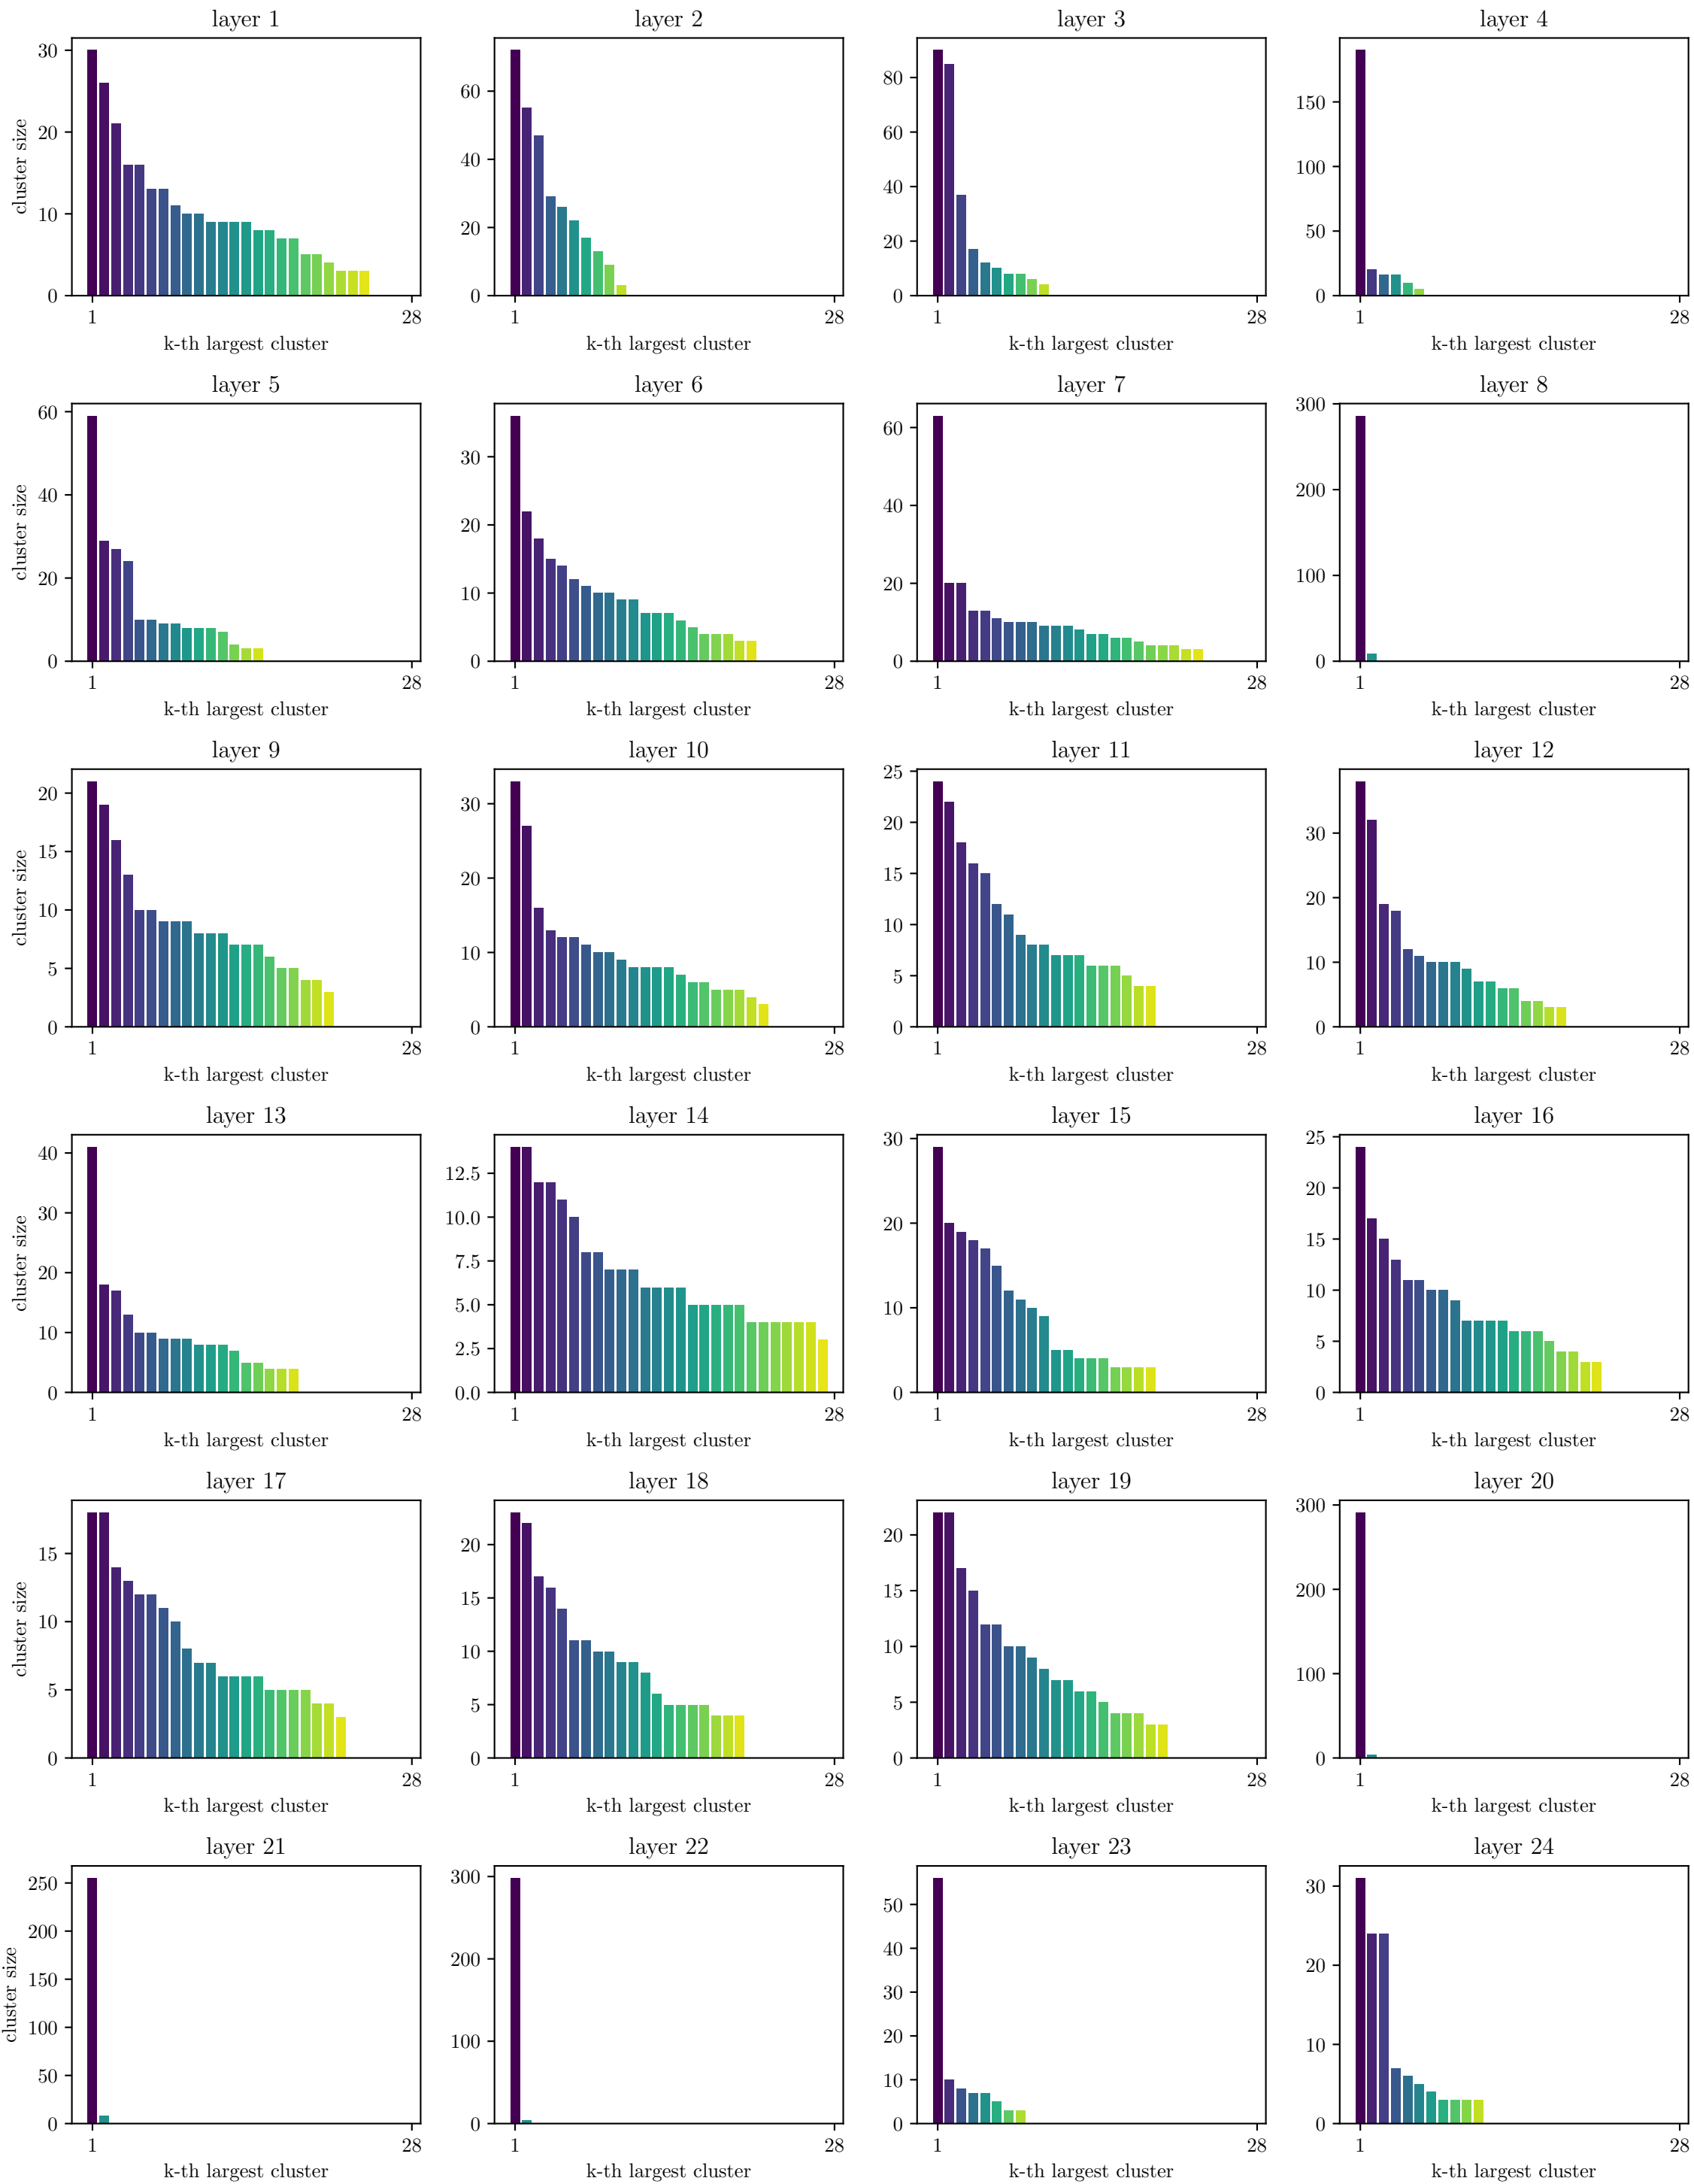 layer 1
layer 2
layer 3
layer 4
30
20
10
0
cluster size
1
28
k-th largest cluster
60
40
20
0
1
28
k-th largest cluster
80
60
40
20
0
1
28
k-th largest cluster
150
100
50
0
1
28
k-th largest cluster
layer 5
layer 6
layer 7
layer 8
60
40
20
0
cluster size
1
28
k-th largest cluster
30
20
10
0
1
28
k-th largest cluster
60
40
20
0
1
28
k-th largest cluster
300
200
100
0
1
28
k-th largest cluster
layer 9
layer 10
layer 11
layer 12
20
15
10
5
0
cluster size
1
28
k-th largest cluster
30
20
10
0
1
28
k-th largest cluster
25
20
15
10
5
0
1
28
k-th largest cluster
30
20
10
0
1
28
k-th largest cluster
layer 13
layer 14
layer 15
layer 16
40
30
20
10
0
cluster size
1
28
k-th largest cluster
12.5
10.0
7.5
5.0
2.5
0.0
1
28
k-th largest cluster
30
20
10
0
1
28
k-th largest cluster
25
20
15
10
5
0
1
28
k-th largest cluster
layer 17
layer 18
layer 19
layer 20
15
10
5
0
cluster size
1
28
k-th largest cluster
20
15
10
5
0
1
28
k-th largest cluster
20
15
10
5
0
1
28
k-th largest cluster
300
200
100
0
1
28
k-th largest cluster
layer 21
layer 22
layer 23
layer 24
250
200
150
100
50
0
cluster size
1
28
k-th largest cluster
300
200
100
0
1
28
k-th largest cluster
50
40
30
20
10
0
1
28
k-th largest cluster
30
20
10
0
1
28
k-th largest cluster